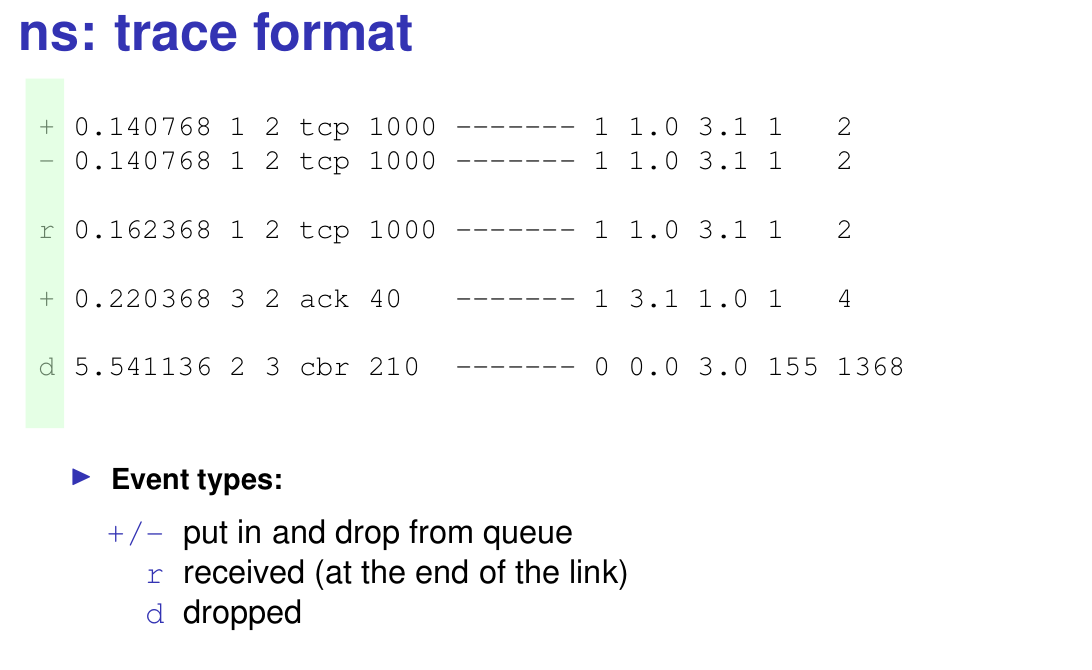 ns: trace format
+ 0.140768 1 2 tcp 1000 ------- 1 1.0 3.1 1 2
- 0.140768 1 2 tcp 1000 ------- 1 1.0 3.1 1 2
r 0.162368 1 2 tcp 1000 ------- 1 1.0 3.1 1 2
+ 0.220368 3 2 ack 40 ------- 1 3.1 1.0 1 4
d 5.541136 2 3 cbr 210 ------- 0 0.0 3.0 155 1368
Event types:
+/- put in and drop from queue
r received (at the end of the link)
d dropped